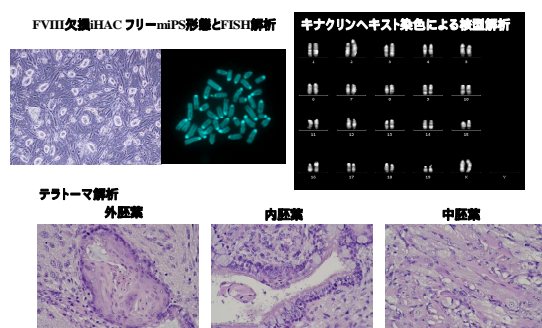 FVIII欠損iHACフリーmiPS形態とFISH解析
キナクリンヘキスト染色による核型解析
1 2 3 4 5
6 7 8 9 10
11 12 13 14 15
16 17 18 19 X Y
テラトーマ解析
外胚葉
内胚葉
中胚葉